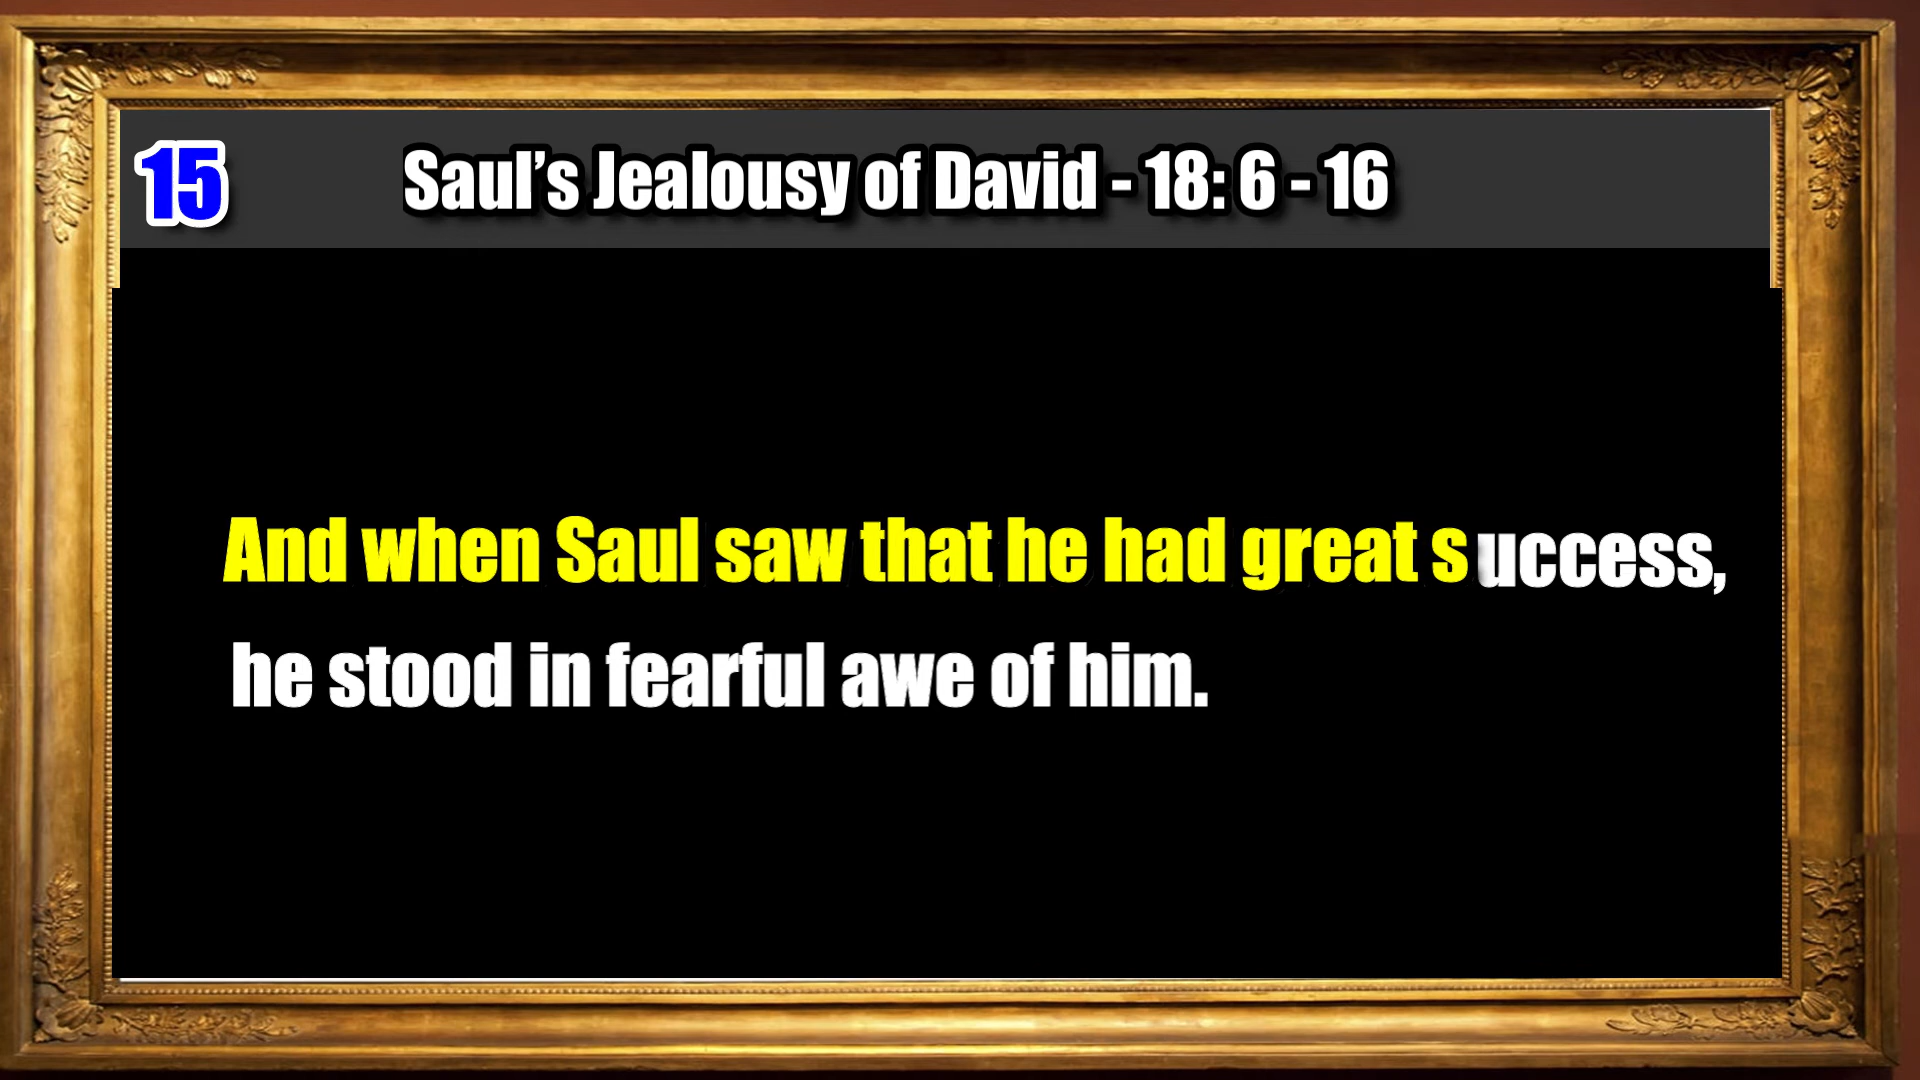 15
Saul’s Jealousy of David - 18: 6 - 16
And when Saul saw that he had great success,
he stood in fearful awe of him.